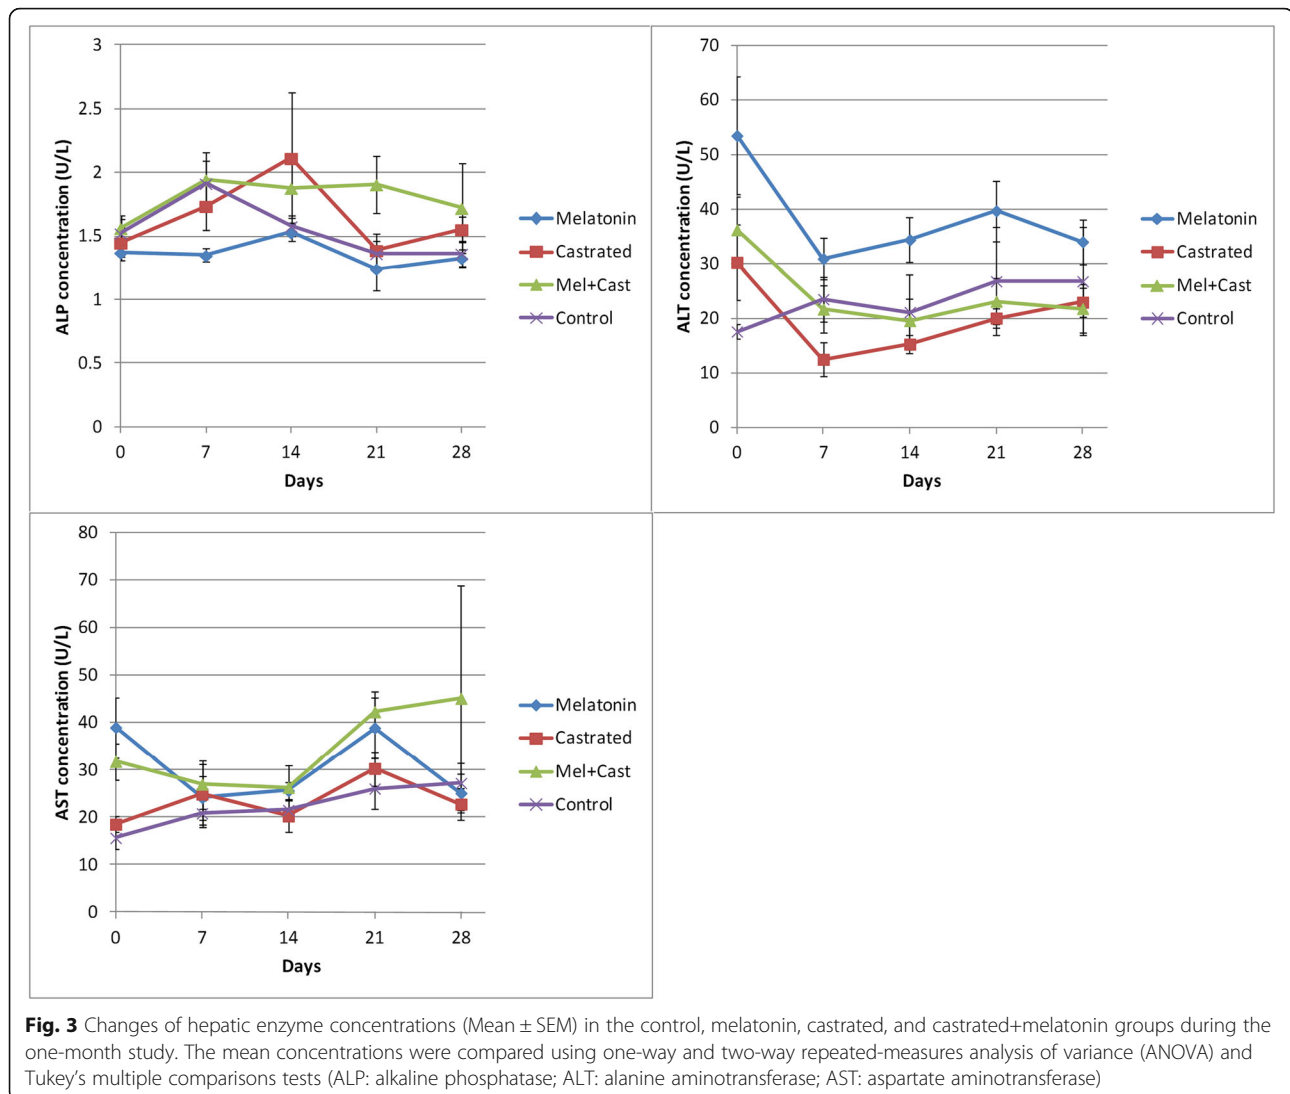 3
2.5
2
1.5
1
0.5
0
ALP concentration (U/L)
0 7 14 21 28
Days
Melatonin
Castrated
Mel+Cast
Control
70
60
50
40
30
20
10
0
ALT concentration (U/L)
0 7 14 21 28
Days
Melatonin
Castrated
Mel+Cast
Control
80
70
60
50
40
30
20
10
0
AST concentration (U/L)
0 7 14 21 28
Days
Melatonin
Castrated
Mel+Cast
Control
Fig. 3 Changes of hepatic enzyme concentrations (Mean ± SEM) in the control, melatonin, castrated, and castrated+melatonin groups during the
one-month study. The mean concentrations were compared using one-way and two-way repeated-measures analysis of variance (ANOVA) and
Tukey's multiple comparisons tests (ALP: alkaline phosphatase; ALT: alanine aminotransferase; AST: aspartate aminotransferase)